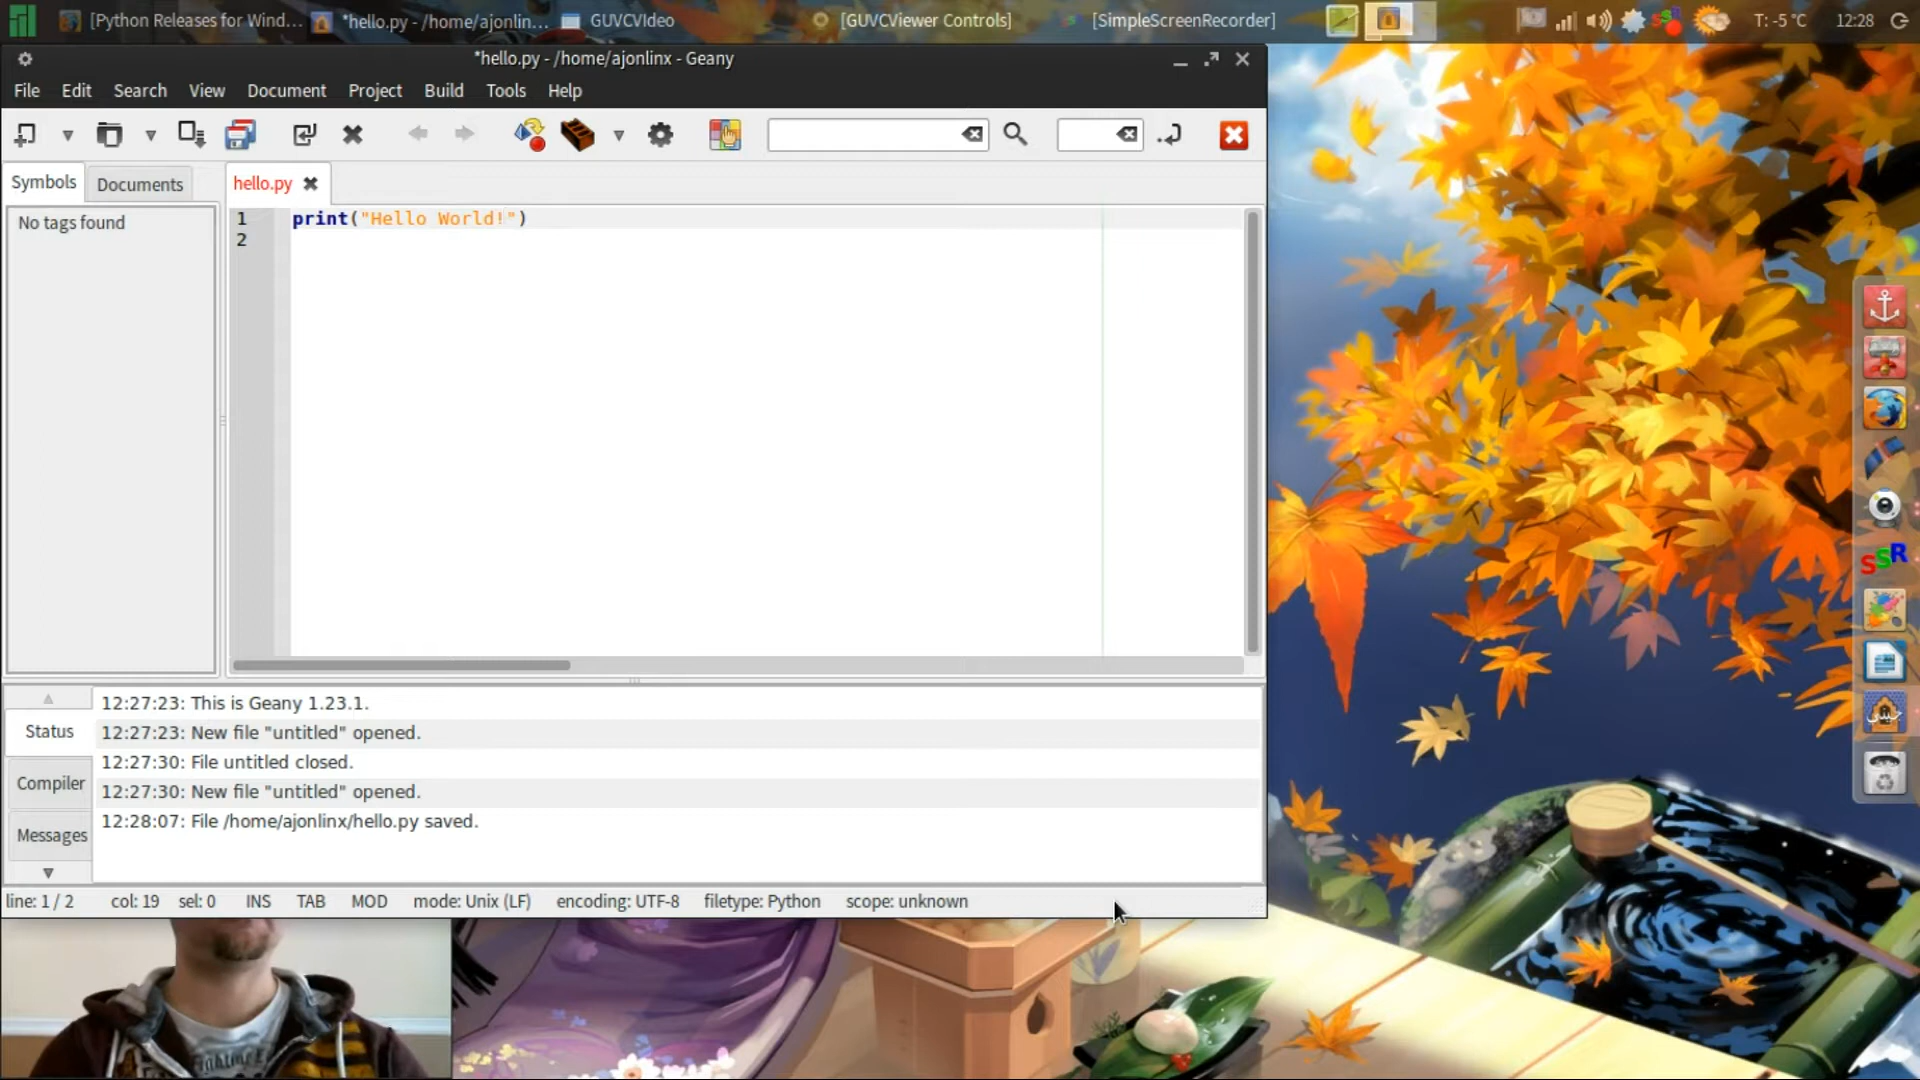 [Python Releases for Wind... *hello.py - /home/ajonlin... GUVCVIdeo [GUVCViewer Controls] [SimpleScreenRecorder] T: -5 °C 12:28
*hello.py - /home/ajonlinx - Geany
File Edit Search View Document Project Build Tools Help
Symbols Documents hello.py
No tags found
1 print("Hello World!")
2
12:27:23: This is Geany 1.23.1.
Status 12:27:23: New file "untitled" opened.
12:27:30: File untitled closed.
Compiler 12:27:30: New file "untitled" opened.
Messages 12:28:07: File /home/ajonlinx/hello.py saved.
line: 1 / 2 col: 19 sel: 0 INS TAB MOD mode: Unix (LF) encoding: UTF-8 filetype: Python scope: unknown
SSR